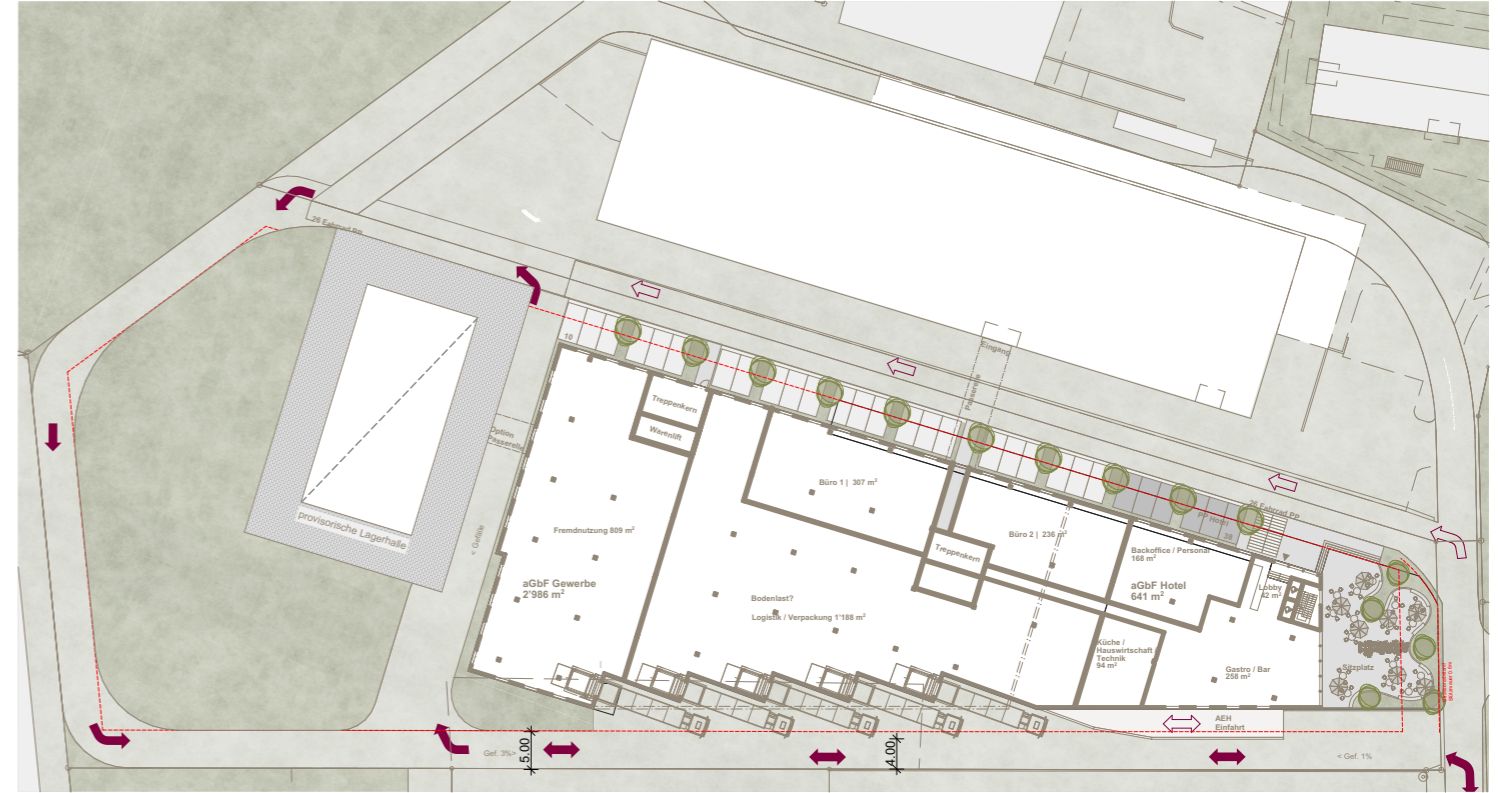 26 Fahrrad PP
10
Eingang
Passerelle
Treppenkern
Warenlift
Option
Passerelle
provisorische Lagerhalle
< Gefälle
Büro 1 | 307 m²
Fremdnutzung 809 m²
Büro 2 | 236 m²
26 Fahrrad PP
PP Hotel
38
Treppenkern
Backoffice / Personal
168 m²
aGbF Gewerbe
2'986 m²
aGbF Hotel
641 m²
Lobby
42 m²
Bodenlast?
Logistik / Verpackung 1'188 m²
Küche /
Hauswirtschaft /
Technik
94 m²
Gastro / Bar
258 m²
Sitzplatz
AEH
Einfahrt
Gef. 3%>
5.00
4.00
< Gef. 1%